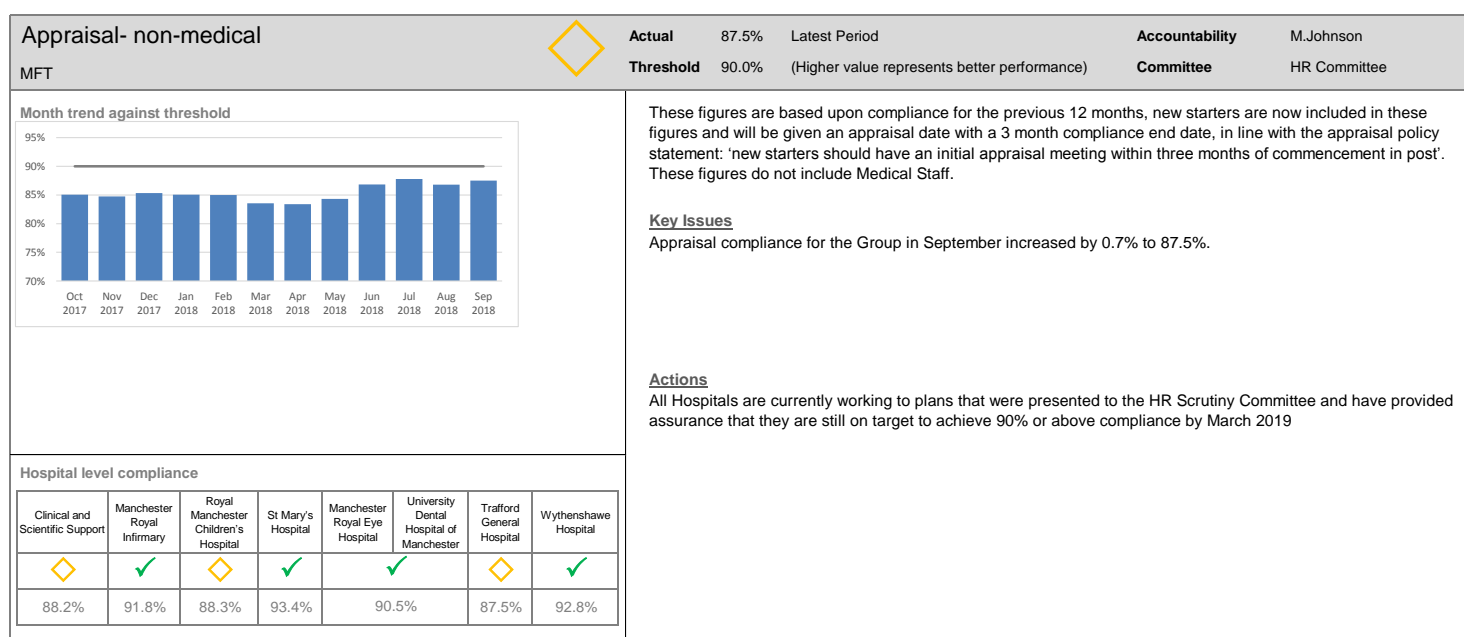 Appraisal- non-medical
MFT
Actual 87.5% Latest Period
Threshold 90.0% (Higher value represents better performance)
Accountability M.Johnson
Committee HR Committee
Month trend against threshold
95%
90%
85%
80%
75%
70%
Oct Nov Dec Jan Feb Mar Apr May Jun Jul Aug Sep
2017 2017 2017 2018 2018 2018 2018 2018 2018 2018 2018 2018
These figures are based upon compliance for the previous 12 months, new starters are now included in these
figures and will be given an appraisal date with a 3 month compliance end date, in line with the appraisal policy
statement: ‘new starters should have an initial appraisal meeting within three months of commencement in post’.
These figures do not include Medical Staff.
Key Issues
Appraisal compliance for the Group in September increased by 0.7% to 87.5%.
Actions
All Hospitals are currently working to plans that were presented to the HR Scrutiny Committee and have provided
assurance that they are still on target to achieve 90% or above compliance by March 2019
Hospital level compliance
Clinical and
Scientific Support
Manchester
Royal
Infirmary
Royal
Manchester
Children's
Hospital
St Mary's
Hospital
Manchester
Royal Eye
Hospital
University
Dental
Hospital of
Manchester
Trafford
General
Hospital
Wythenshawe
Hospital
88.2% 91.8% 88.3% 93.4% 90.5% 87.5% 92.8%